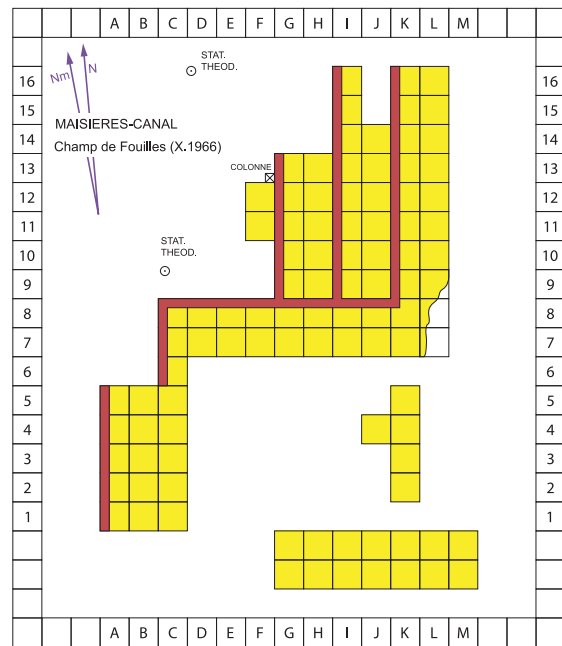 A B C D E F G H I J K L M
STAT.
THEOD.
N
Nm
16 16
15 15
MAISIERES-CANAL
14 14
Champ de Fouilles (X.1966)
13 13
COLONNE
12 12
11 11
STAT.
THEOD.
10 10
9 9
8 8
7 7
6 6
5 5
4 4
3 3
2 2
1 1
A B C D E F G H I J K L M